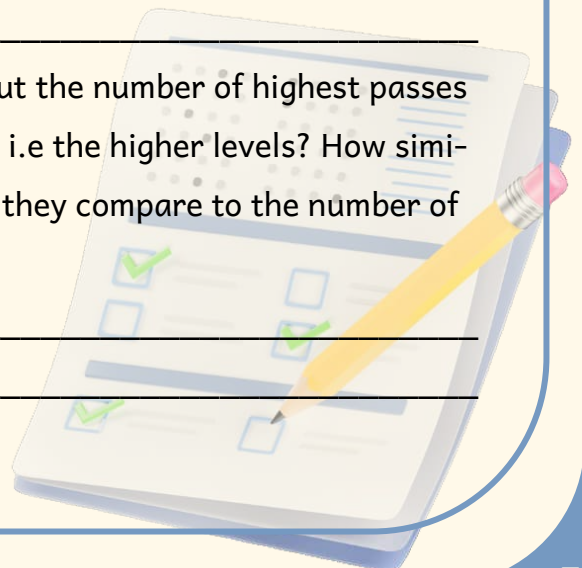 ut the number of highest passes
i.e the higher levels? How simi-
they compare to the number of